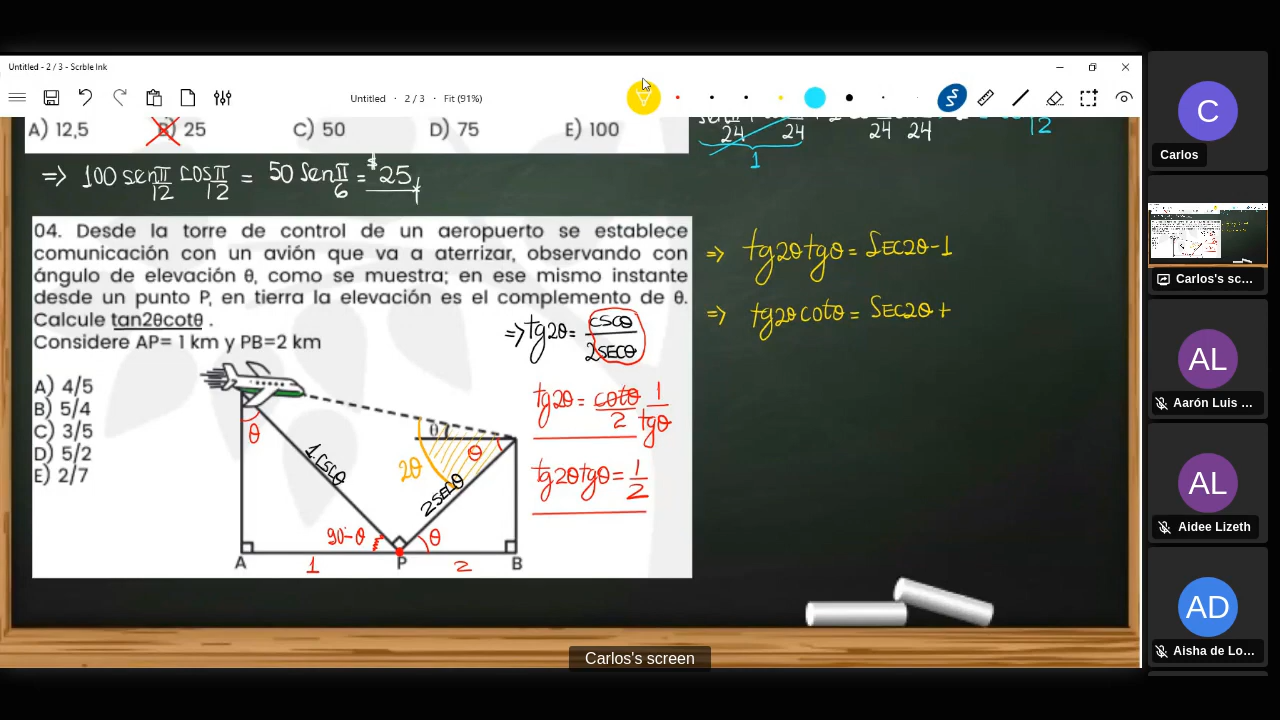 Untitled - 2 / 3 - Scrble Ink
Untitled · 2 / 3 · Fit (91%)
A) 12,5 B) 25 C) 50 D) 75 E) 100
24 24 24 24 12
1
=> 100 sen π/12 cos π/12 = 50 sen π/6 = 25
04. Desde la torre de control de un aeropuerto se establece
comunicación con un avión que va a aterrizar, observando con
ángulo de elevación θ, como se muestra; en ese mismo instante
desde un punto P, en tierra la elevación es el complemento de θ.
Calcule tan2θcotθ .
Considere AP= 1 km y PB=2 km
A) 4/5
B) 5/4
C) 3/5
D) 5/2
E) 2/7
θ
θ
θ
2θ
1.cscθ
2secθ
90°-θ
θ
A
1
P
2
B
=> tg2θ = cscθ / 2secθ
tg2θ = cotθ / 2 1 / tgθ
tg2θtgθ = 1/2
=> tg2θtgθ = Sec2θ-1
=> tg2θcotθ = Sec2θ+
C
Carlos
Carlos's sc...
AL
Aarón Luis ...
AL
Aidee Lizeth
AD
Aisha de Lo...
Carlos's screen